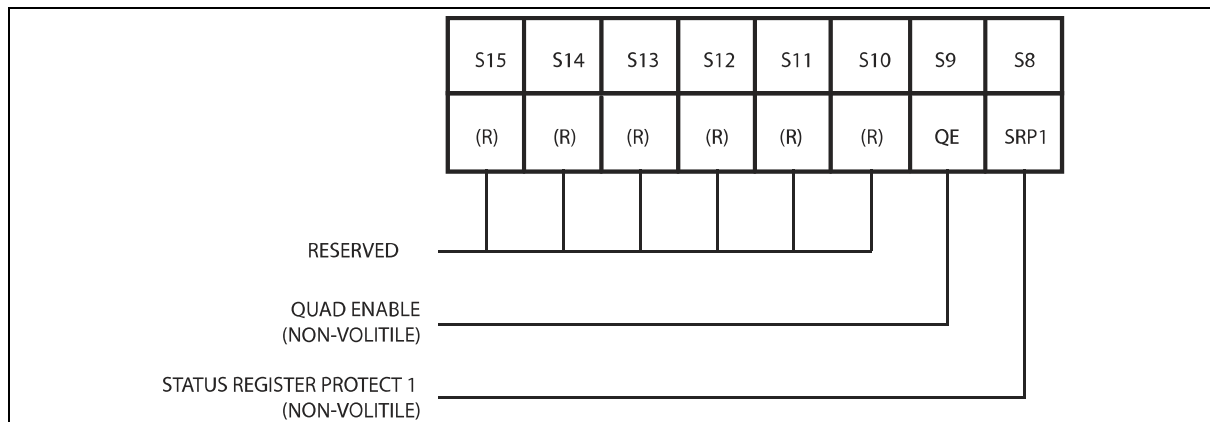 S15 S14 S13 S12 S11 S10 S9 S8
(R) (R) (R) (R) (R) (R) QE SRP1
RESERVED
QUAD ENABLE
(NON-VOLITILE)
STATUS REGISTER PROTECT 1
(NON-VOLITILE)